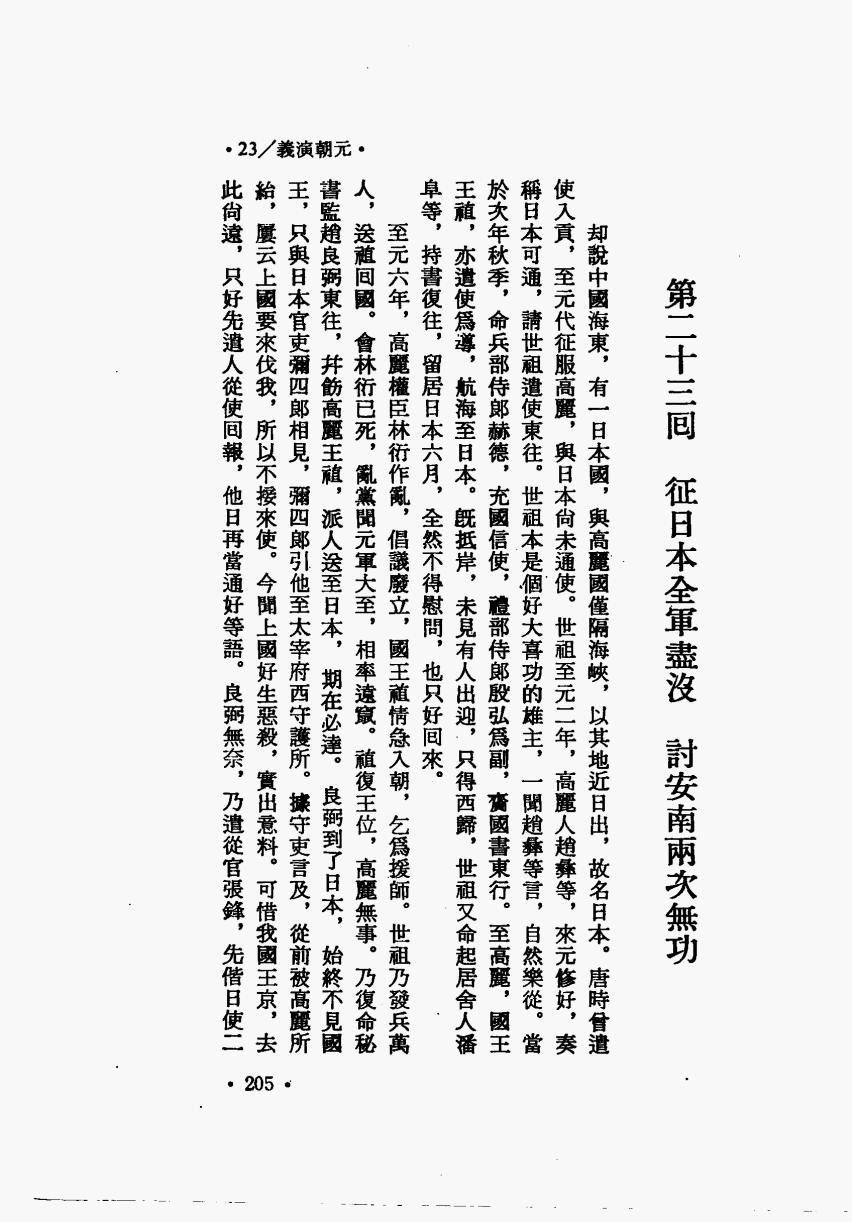 •23/義演朝元•
第二十三囘　征日本全軍盡沒　討安南兩次無功
却說中國海東，有一日本國，與高麗國僅隔海峽，以其地近日出，故名日本。唐時曾遣
使入貢，至元代征服高麗，與日本尙未通使。世祖至元二年，高麗人趙彝等，來元修好，奏
稱日本可通，請世祖遣使東往。世祖本是個好大喜功的雄主，一聞趙彝等言，自然樂從。當
於次年秋季，命兵部侍郎赫德，充國信使，禮部侍郎殷弘爲副，齎國書東行。至高麗，國王
王禃，亦遣使爲導，航海至日本。旣抵岸，未見有人出迎，只得西歸，世祖又命起居舍人潘
阜等，持書復往，留居日本六月，全然不得慰問，也只好囘來。
至元六年，高麗權臣林衍作亂，倡議廢立，國王禃情急入朝，乞爲援師。世祖乃發兵萬
人，送禃囘國。會林衍已死，亂黨聞元軍大至，相率遠竄。禃復王位，高麗無事。乃復命秘
書監趙良弼東往，幷飭高麗王禃，派人送至日本，期在必達。良弼到了日本，始終不見國
王，只與日本官吏彌四郎相見，彌四郎引他至太宰府西守護所。據守吏言及，從前被高麗所
紿，屢云上國要來伐我，所以不接來使。今聞上國好生惡殺，實出意料。可惜我國王京，去
此尙遠，只好先遣人從使囘報，他日再當通好等語。良弼無奈，乃遣從官張鋒，先偕日使二
•205•